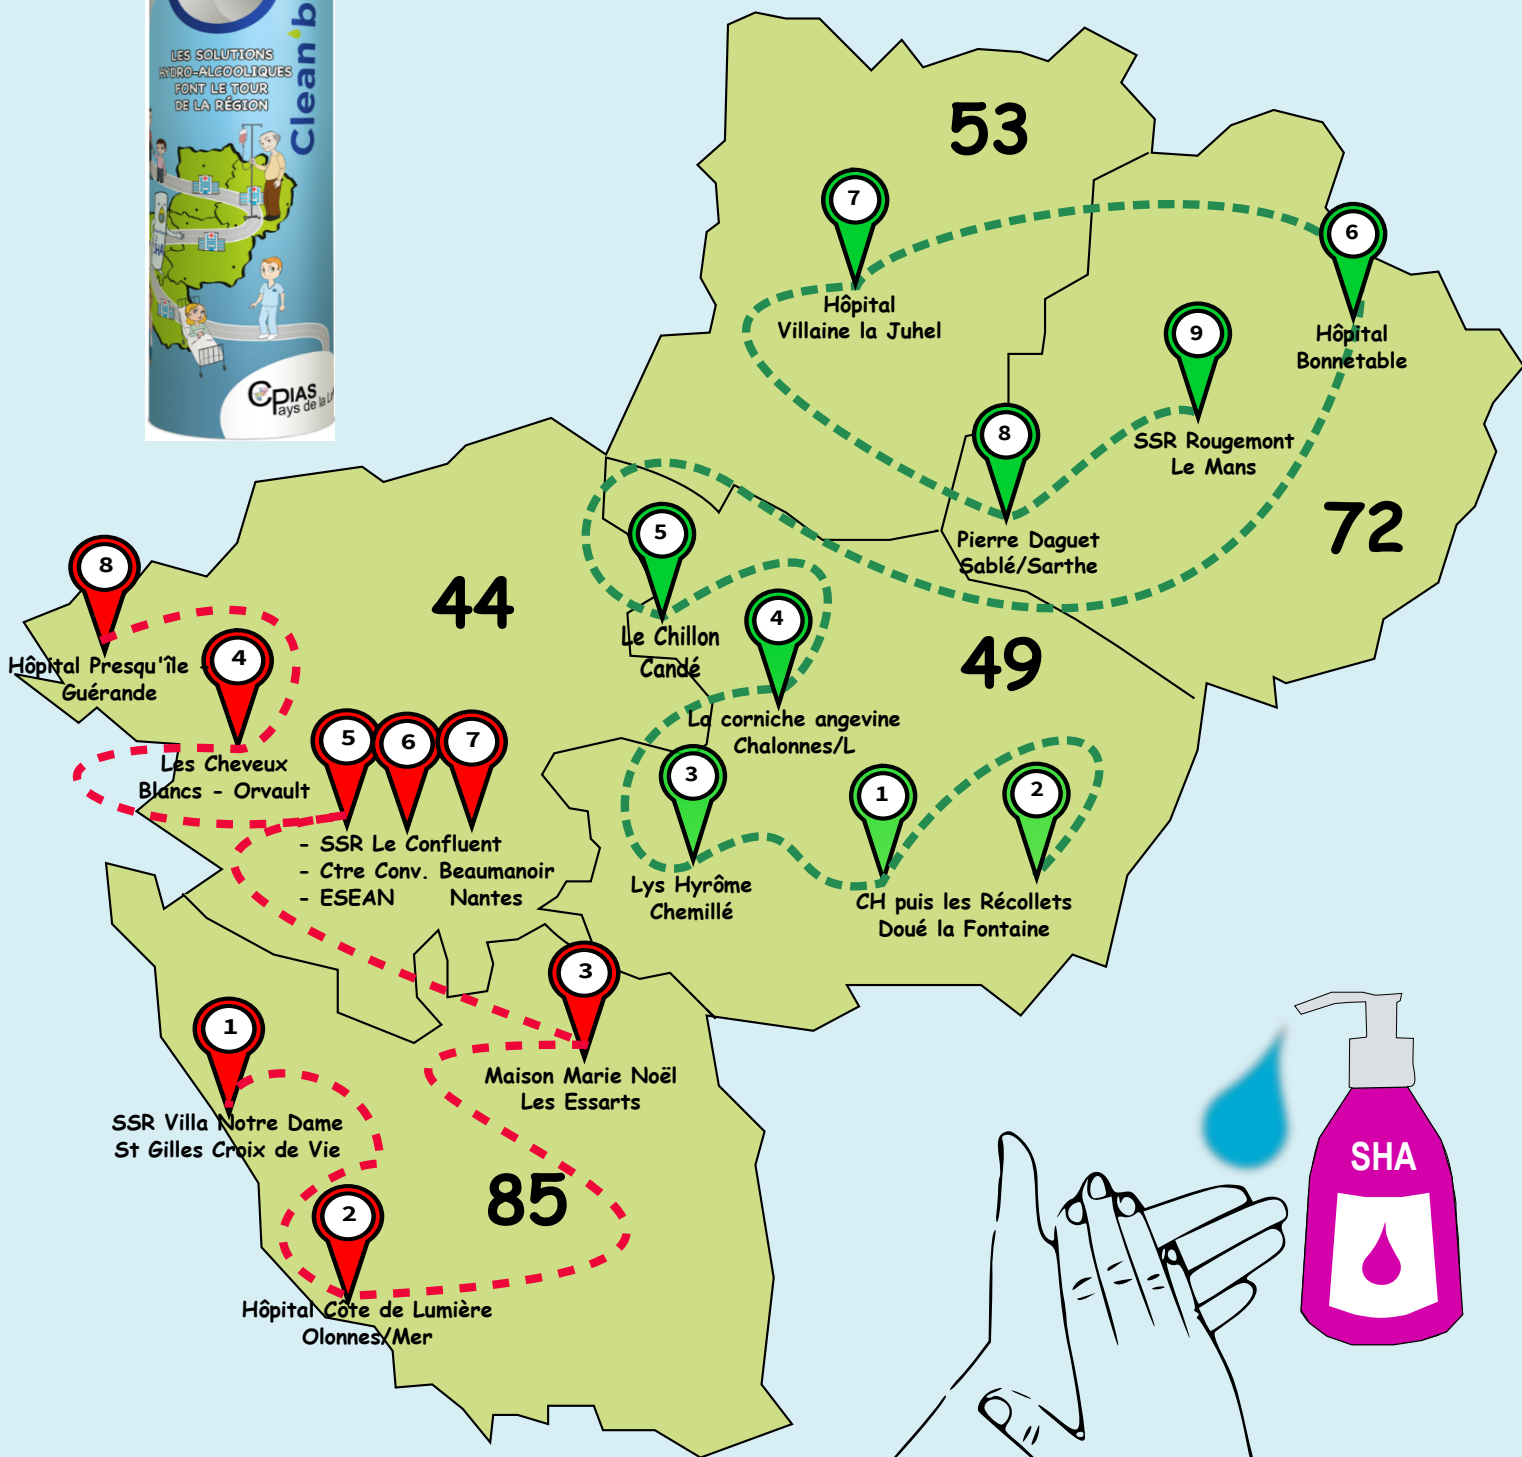 Clean'b
LES SOLUTIONS
HYDRO-ALCOOLIQUES
FONT LE TOUR
DE LA RÉGION
CPIAS
Pays de la L
53
7
Hôpital
Villaine la Juhel
6
Hôpital
Bonnetable
9
SSR Rougemont
Le Mans
8
Pierre Daguet
Sablé/Sarthe
72
5
Le Chillon
Candé
4
La corniche angevine
Chalonnes/L
49
3
Lys Hyrôme
Chemillé
1
2
CH puis les Récollets
Doué la Fontaine
44
8
Hôpital Presqu'île -
Guérande
4
Les Cheveux
Blancs - Orvault
5
6
7
- SSR Le Confluent
- Ctre Conv. Beaumanoir
- ESEAN Nantes
3
Maison Marie Noël
Les Essarts
1
SSR Villa Notre Dame
St Gilles Croix de Vie
85
2
Hôpital Côte de Lumière
Olonnes/Mer
SHA